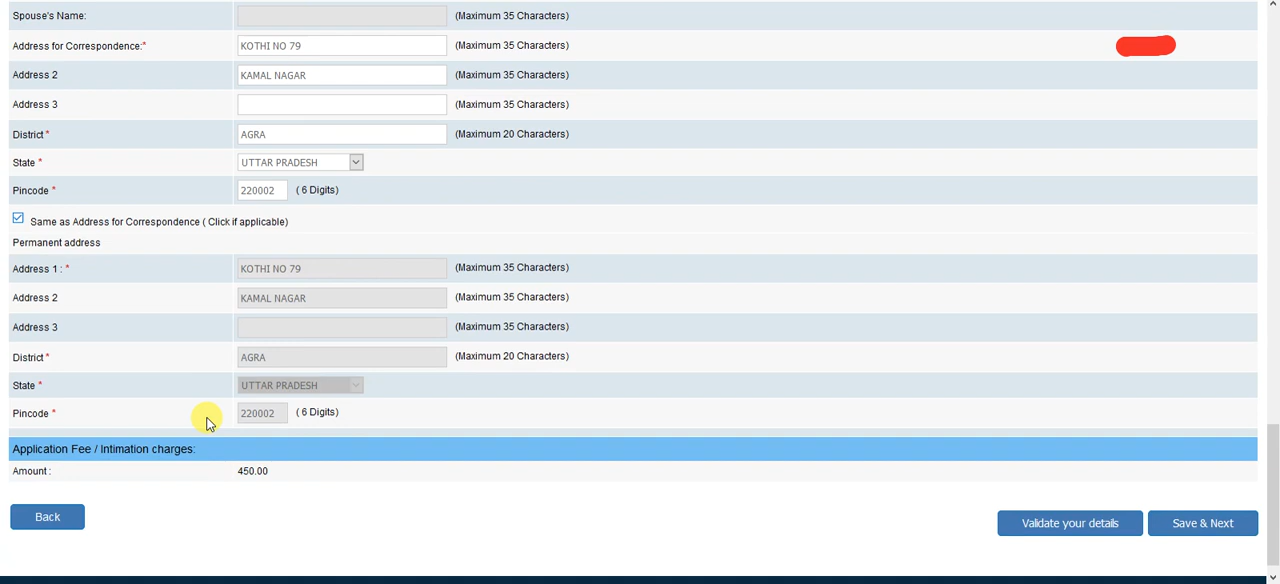 Spouse's Name: (Maximum 35 Characters)
Address for Correspondence:* KOTHI NO 79 (Maximum 35 Characters)
Address 2 KAMAL NAGAR (Maximum 35 Characters)
Address 3 (Maximum 35 Characters)
District * AGRA (Maximum 20 Characters)
State * UTTAR PRADESH
Pincode * 220002 ( 6 Digits)
Same as Address for Correspondence ( Click if applicable)
Permanent address
Address 1 : * KOTHI NO 79 (Maximum 35 Characters)
Address 2 KAMAL NAGAR (Maximum 35 Characters)
Address 3 (Maximum 35 Characters)
District * AGRA (Maximum 20 Characters)
State * UTTAR PRADESH
Pincode * 220002 ( 6 Digits)
Application Fee / Intimation charges:
Amount : 450.00
Back
Validate your details
Save & Next